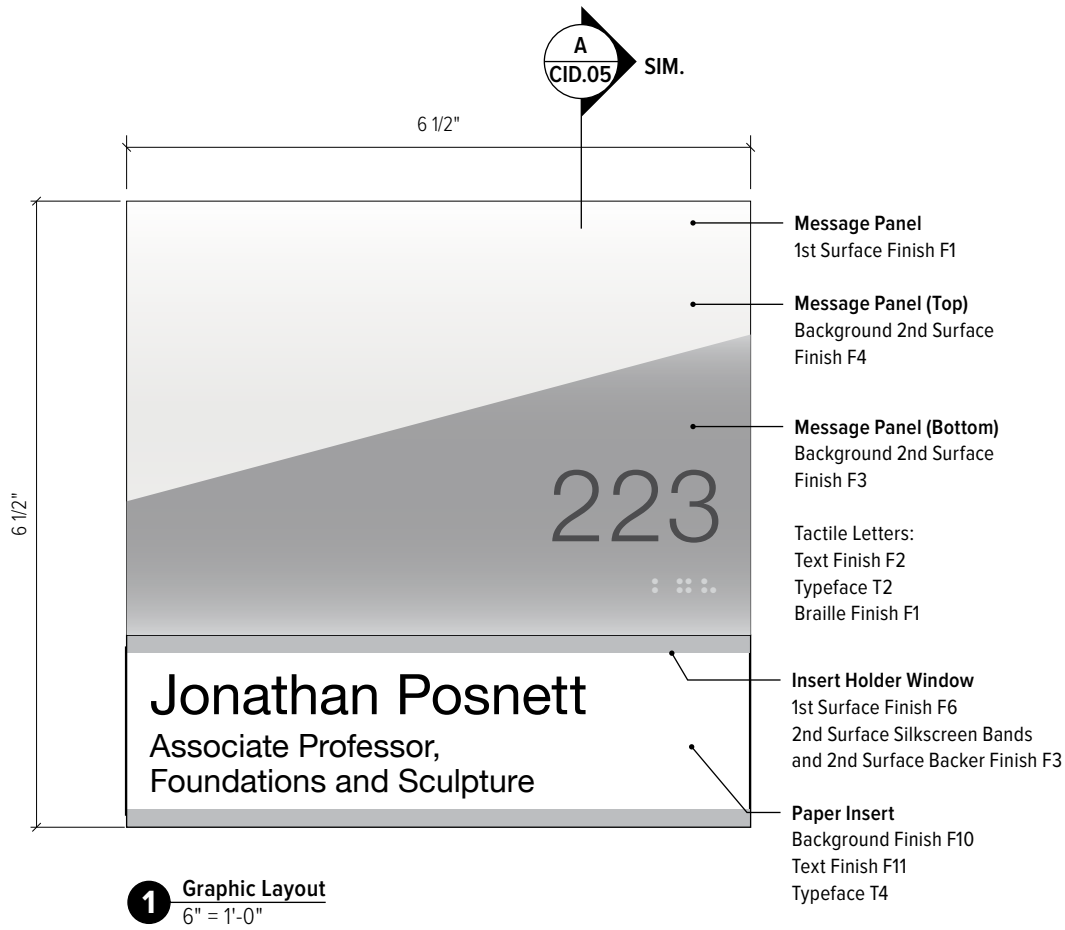 A
CID.05
SIM.
6 1/2"
6 1/2"
Message Panel
1st Surface Finish F1
Message Panel (Top)
Background 2nd Surface
Finish F4
Message Panel (Bottom)
Background 2nd Surface
Finish F3
223
Tactile Letters:
Text Finish F2
Typeface T2
Braille Finish F1
Insert Holder Window
1st Surface Finish F6
2nd Surface Silkscreen Bands
and 2nd Surface Backer Finish F3
Jonathan Posnett
Associate Professor,
Foundations and Sculpture
Paper Insert
Background Finish F10
Text Finish F11
Typeface T4
1
Graphic Layout
6" = 1'-0"